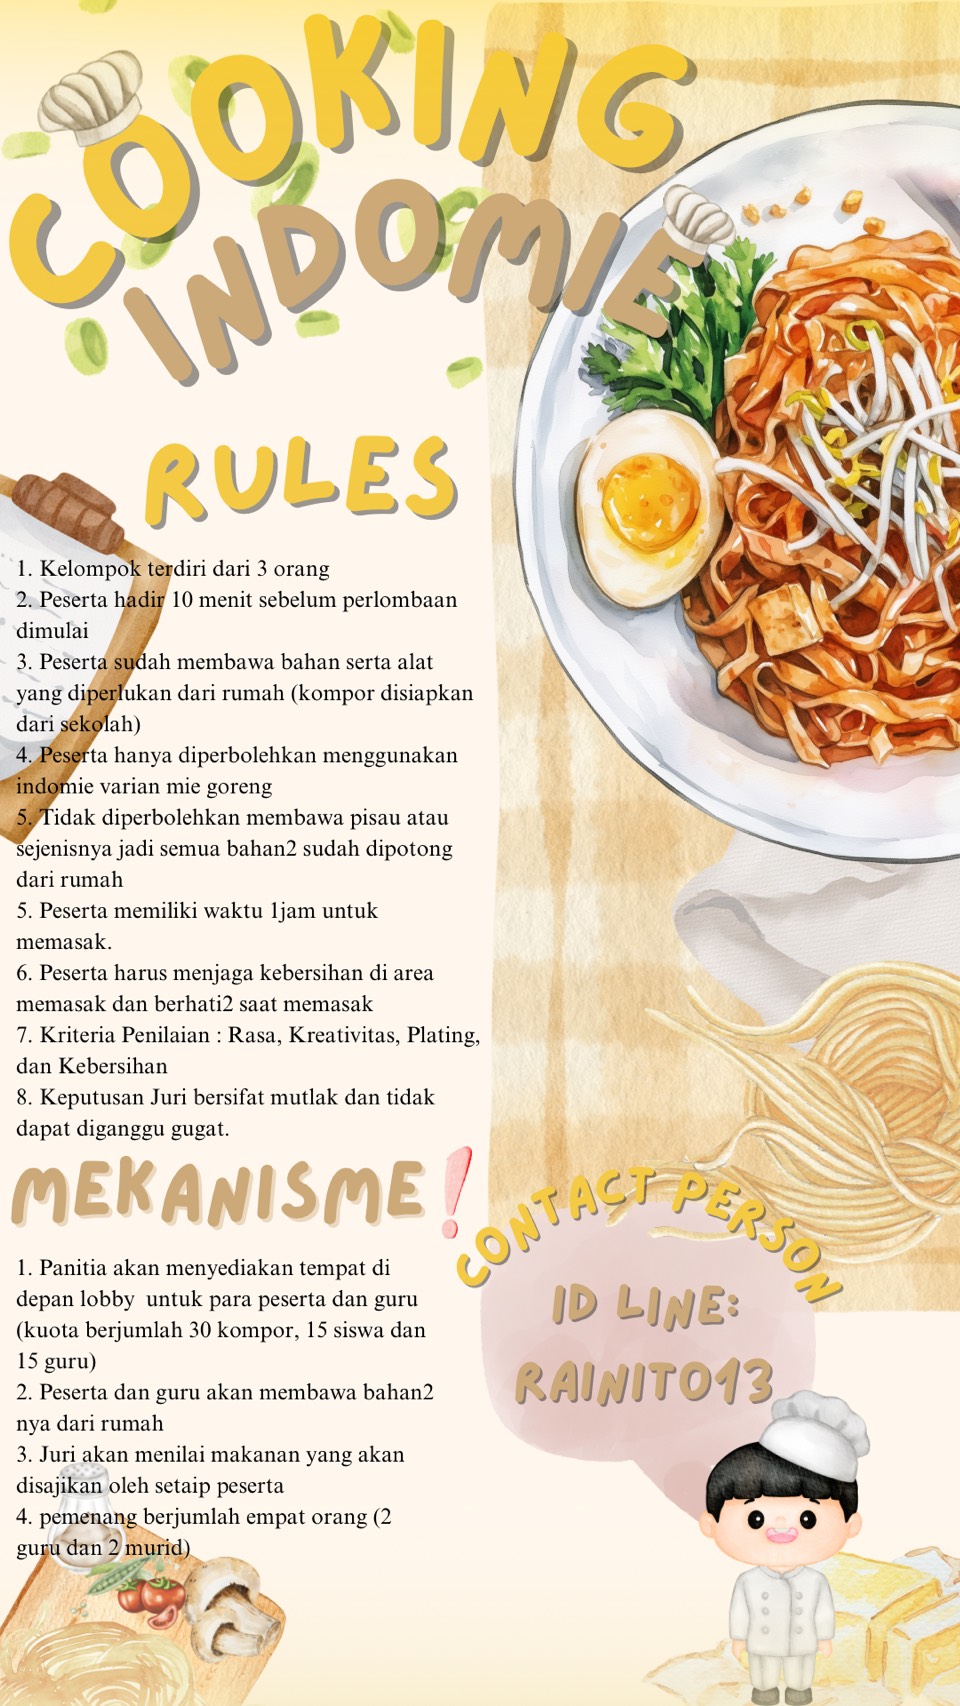 COOKING
INDOMIE
RULES
1. Kelompok terdiri dari 3 orang
2. Peserta hadir 10 menit sebelum perlombaan
dimulai
3. Peserta sudah membawa bahan serta alat
yang diperlukan dari rumah (kompor disiapkan
dari sekolah)
4. Peserta hanya diperbolehkan menggunakan
indomie varian mie goreng
5. Tidak diperbolehkan membawa pisau atau
sejenisnya jadi semua bahan2 sudah dipotong
dari rumah
5. Peserta memiliki waktu 1jam untuk
memasak.
6. Peserta harus menjaga kebersihan di area
memasak dan berhati2 saat memasak
7. Kriteria Penilaian : Rasa, Kreativitas, Plating,
dan Kebersihan
8. Keputusan Juri bersifat mutlak dan tidak
dapat diganggu gugat.
MEKANISME!
1. Panitia akan menyediakan tempat di
depan lobby  untuk para peserta dan guru
(kuota berjumlah 30 kompor, 15 siswa dan
15 guru)
2. Peserta dan guru akan membawa bahan2
nya dari rumah
3. Juri akan menilai makanan yang akan
disajikan oleh setaip peserta
4. pemenang berjumlah empat orang (2
guru dan 2 murid)
CONTACT PERSON
ID LINE:
RAINITO13